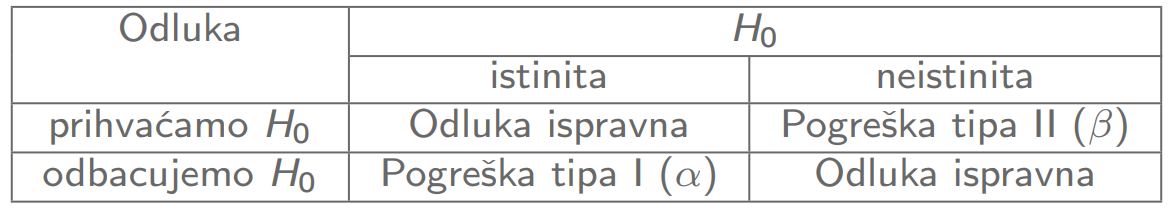 Odluka H₀
istinita neistinita
prihvaćamo H₀ Odluka ispravna Pogreška tipa II (β)
odbacujemo H₀ Pogreška tipa I (α) Odluka ispravna